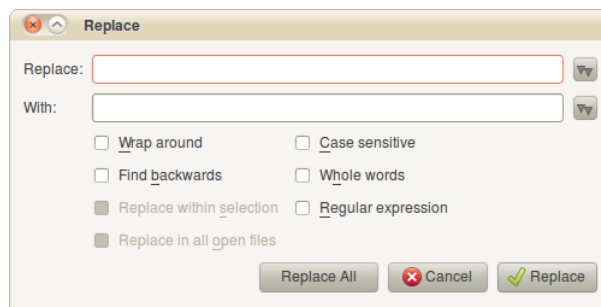 Replace
Replace:
With:
Wrap around Case sensitive
Find backwards Whole words
Replace within selection Regular expression
Replace in all open files
Replace All Cancel Replace